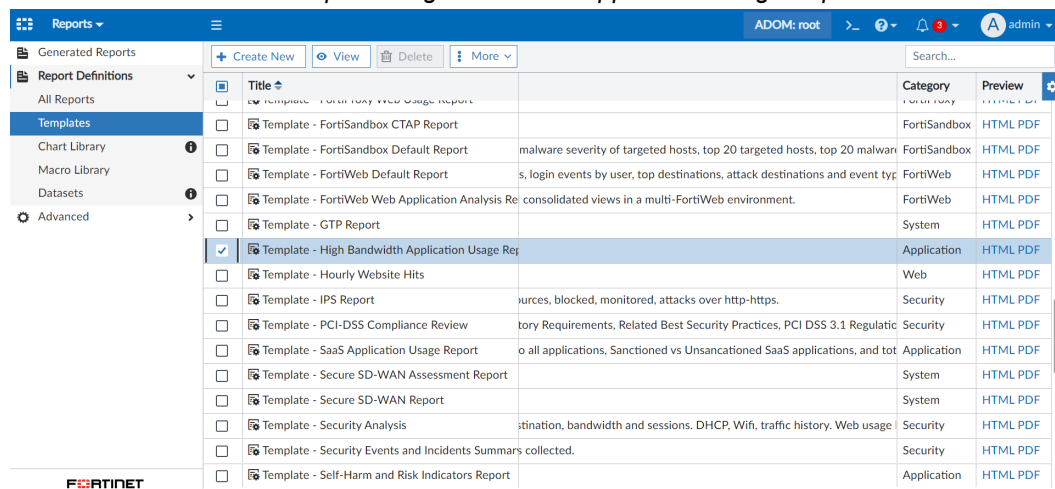 Reports
ADOM: root
>_
3
A admin
Generated Reports
Report Definitions
All Reports
Templates
Chart Library
Macro Library
Datasets
Advanced
FORTINET
+ Create New
View
Delete
More
Search...
Title Category Preview
Template - FortiProxy Web Usage Report FortiProxy HTML PDF
Template - FortiSandbox CTAP Report FortiSandbox HTML PDF
Template - FortiSandbox Default Report malware severity of targeted hosts, top 20 targeted hosts, top 20 malware FortiSandbox HTML PDF
Template - FortiWeb Default Report s, login events by user, top destinations, attack destinations and event typ FortiWeb HTML PDF
Template - FortiWeb Web Application Analysis Re consolidated views in a multi-FortiWeb environment. FortiWeb HTML PDF
Template - GTP Report System HTML PDF
Template - High Bandwidth Application Usage Rep Application HTML PDF
Template - Hourly Website Hits Web HTML PDF
Template - IPS Report ources, blocked, monitored, attacks over http-https. Security HTML PDF
Template - PCI-DSS Compliance Review tory Requirements, Related Best Security Practices, PCI DSS 3.1 Regulatic Security HTML PDF
Template - SaaS Application Usage Report o all applications, Sanctioned vs Unsancationed SaaS applications, and tot Application HTML PDF
Template - Secure SD-WAN Assessment Report System HTML PDF
Template - Secure SD-WAN Report System HTML PDF
Template - Security Analysis stination, bandwidth and sessions. DHCP, Wifi, traffic history. Web usage Security HTML PDF
Template - Security Events and Incidents Summar s collected. Security HTML PDF
Template - Self-Harm and Risk Indicators Report Application HTML PDF